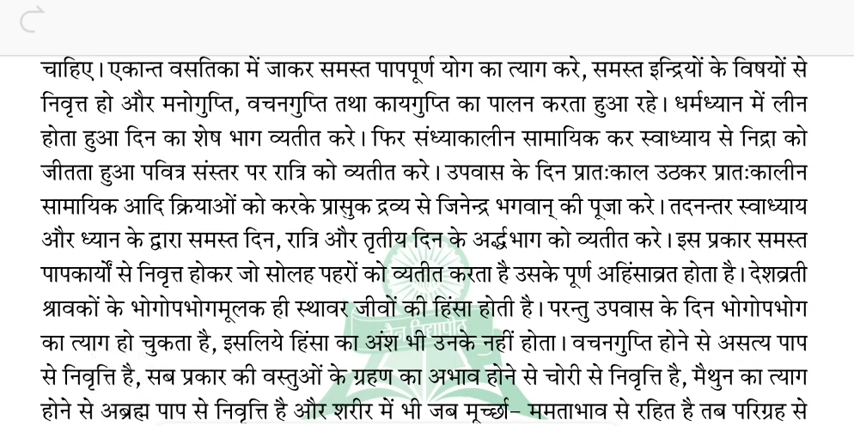 चाहिए। एकान्त वसतिका में जाकर समस्त पापपूर्ण योग का त्याग करे, समस्त इन्द्रियों के विषयों से
निवृत्त हो और मनोगुप्ति, वचनगुप्ति तथा कायगुप्ति का पालन करता हुआ रहे। धर्मध्यान में लीन
होता हुआ दिन का शेष भाग व्यतीत करे। फिर संध्याकालीन सामायिक कर स्वाध्याय से निद्रा को
जीतता हुआ पवित्र संस्तर पर रात्रि को व्यतीत करे। उपवास के दिन प्रातःकाल उठकर प्रातःकालीन
सामायिक आदि क्रियाओं को करके प्रासुक द्रव्य से जिनेन्द्र भगवान् की पूजा करे। तदनन्तर स्वाध्याय
और ध्यान के द्वारा समस्त दिन, रात्रि और तृतीय दिन के अर्द्धभाग को व्यतीत करे। इस प्रकार समस्त
पापकार्यों से निवृत्त होकर जो सोलह पहरों को व्यतीत करता है उसके पूर्ण अहिंसाव्रत होता है। देशव्रती
श्रावकों के भोगोपभोगमूलक ही स्थावर जीवों की हिंसा होती है। परन्तु उपवास के दिन भोगोपभोग
जैन विद्यापीठ
का त्याग हो चुकता है, इसलिये हिंसा का अंश भी उनके नहीं होता। वचनगुप्ति होने से असत्य पाप
से निवृत्ति है, सब प्रकार की वस्तुओं के ग्रहण का अभाव होने से चोरी से निवृत्ति है, मैथुन का त्याग
होने से अब्रह्म पाप से निवृत्ति है और शरीर में भी जब मूर्च्छा- ममताभाव से रहित है तब परिग्रह से